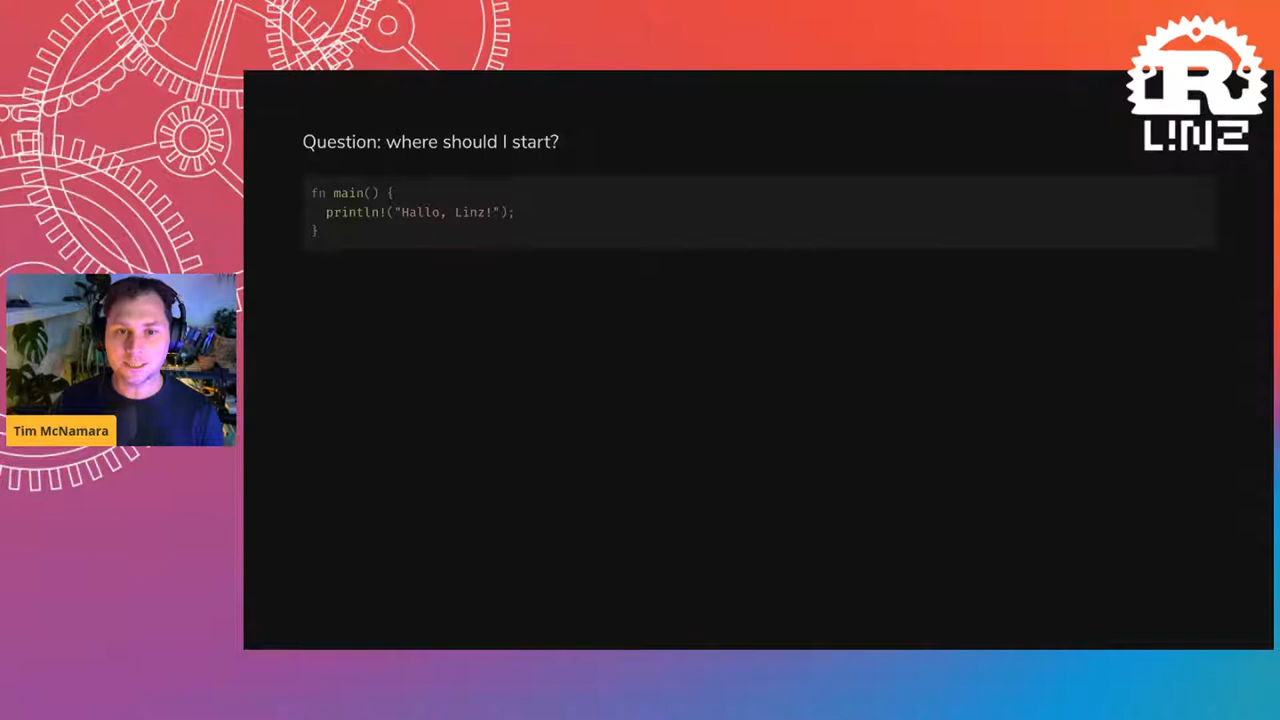 R
L!NZ
Question: where should I start?
fn main() {
println!("Hallo, Linz!");
}
Tim McNamara